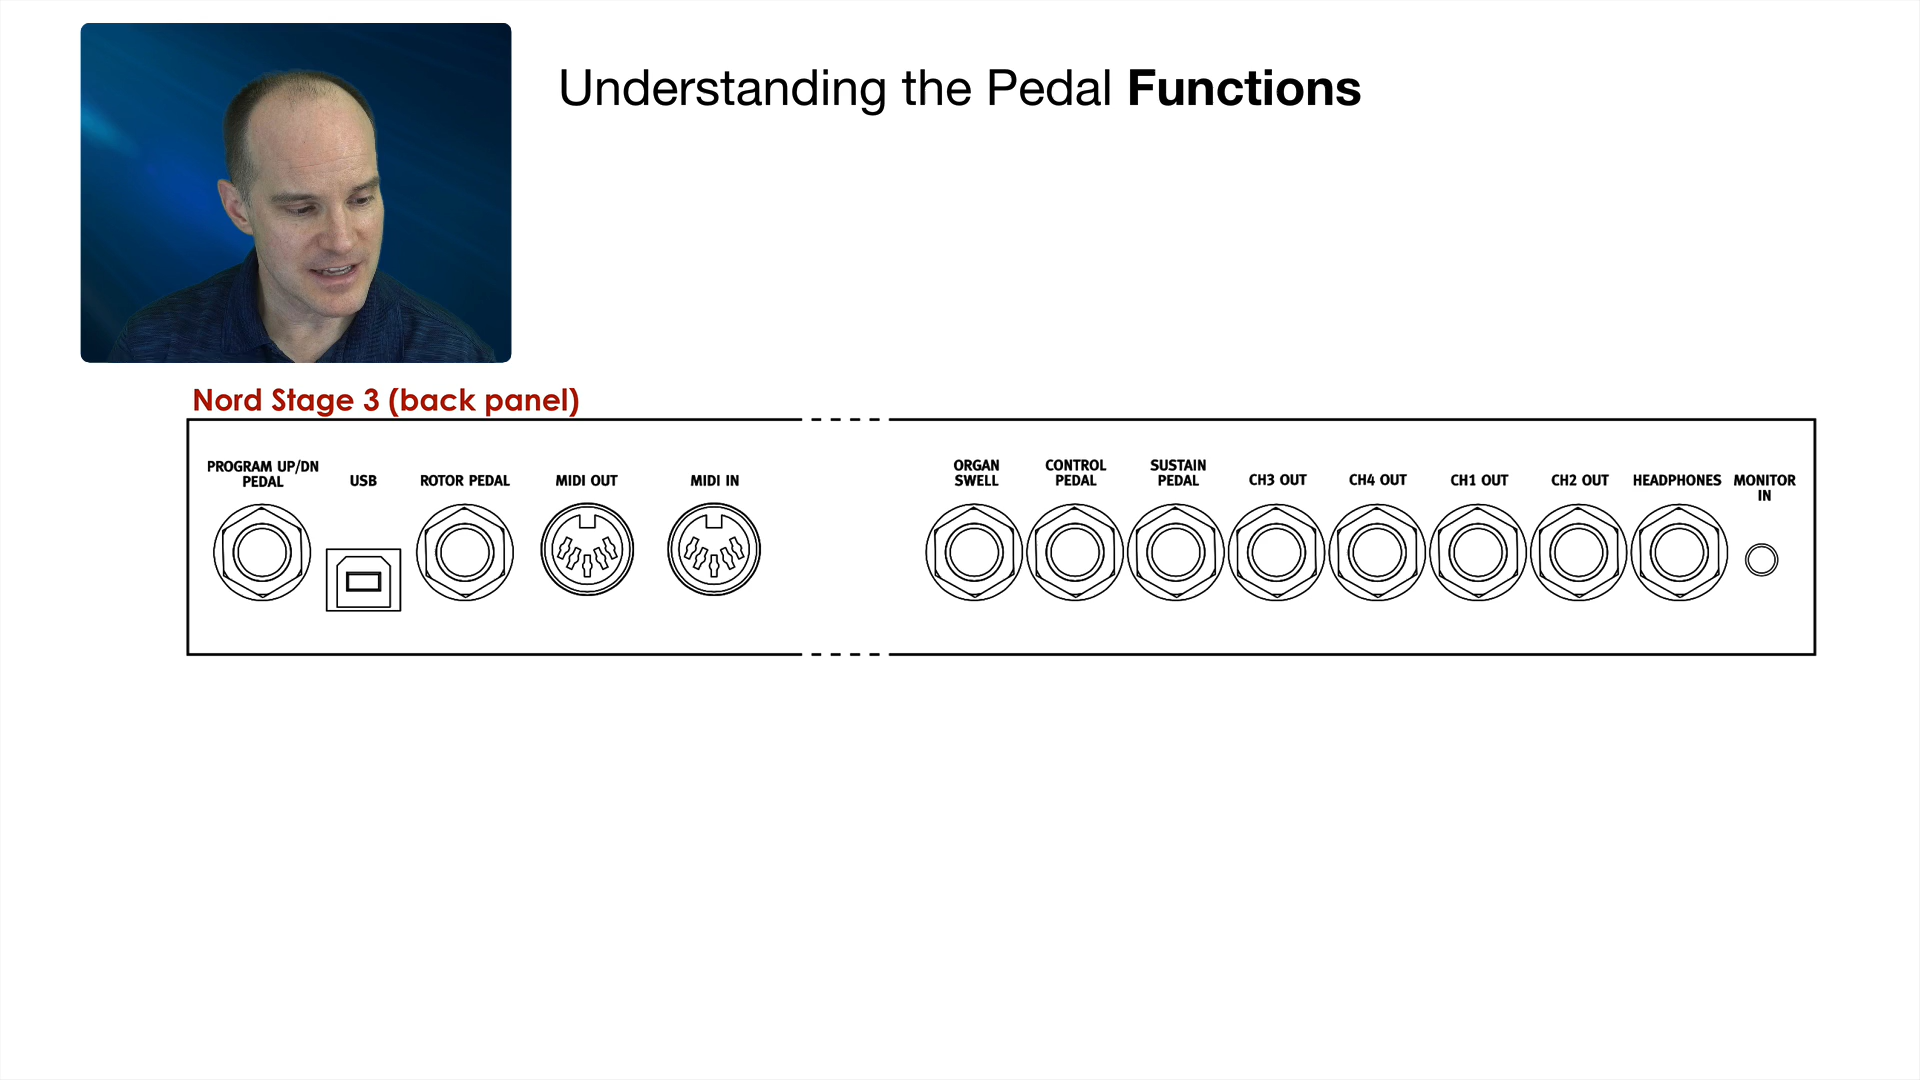 Understanding the Pedal Functions
Nord Stage 3 (back panel)
PROGRAM UP/DN
PEDAL
USB
ROTOR PEDAL
MIDI OUT
MIDI IN
ORGAN
SWELL
CONTROL
PEDAL
SUSTAIN
PEDAL
CH3 OUT
CH4 OUT
CH1 OUT
CH2 OUT
HEADPHONES
MONITOR
IN